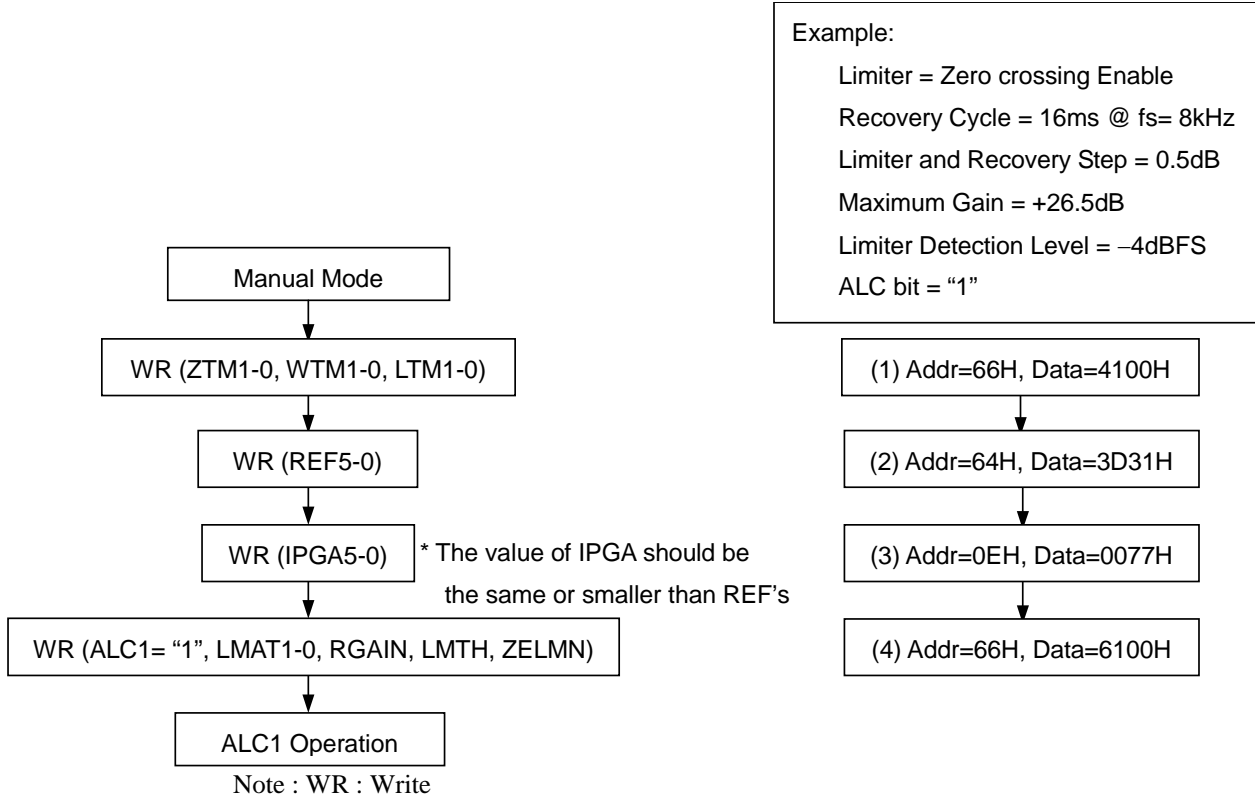 Example:
Limiter = Zero crossing Enable
Recovery Cycle = 16ms @ fs= 8kHz
Limiter and Recovery Step = 0.5dB
Maximum Gain = +26.5dB
Limiter Detection Level = −4dBFS
ALC bit = “1”
Manual Mode
WR (ZTM1-0, WTM1-0, LTM1-0)
WR (REF5-0)
WR (IPGA5-0)
* The value of IPGA should be
the same or smaller than REF’s
WR (ALC1= “1”, LMAT1-0, RGAIN, LMTH, ZELMN)
ALC1 Operation
Note : WR : Write
(1) Addr=66H, Data=4100H
(2) Addr=64H, Data=3D31H
(3) Addr=0EH, Data=0077H
(4) Addr=66H, Data=6100H